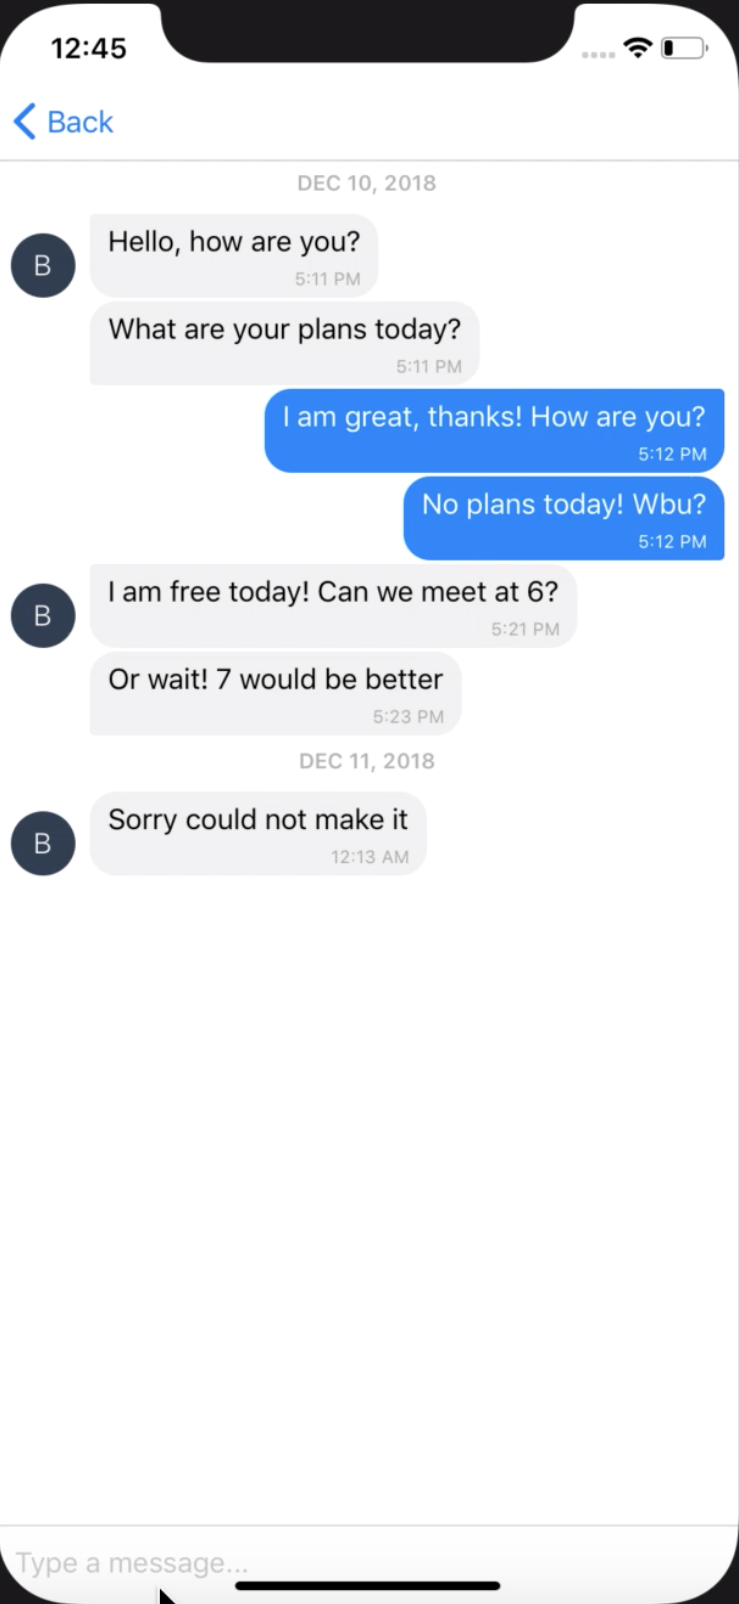 12:45
Back
DEC 10, 2018
B
Hello, how are you?
5:11 PM
What are your plans today?
5:11 PM
I am great, thanks! How are you?
5:12 PM
No plans today! Wbu?
5:12 PM
B
I am free today! Can we meet at 6?
5:21 PM
Or wait! 7 would be better
5:23 PM
DEC 11, 2018
B
Sorry could not make it
12:13 AM
Type a message...